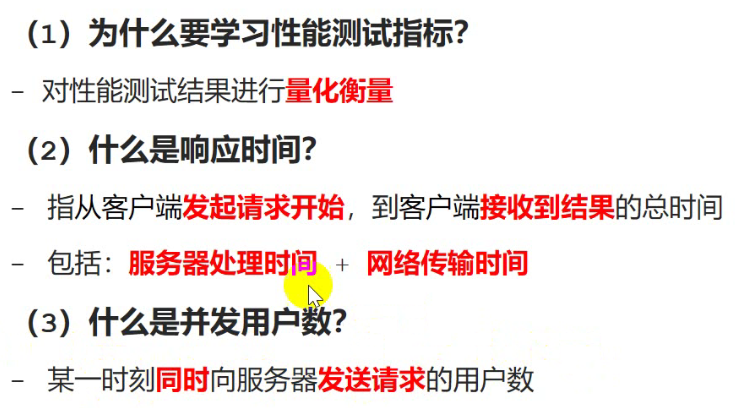 （1）为什么要学习性能测试指标？
- 对性能测试结果进行量化衡量
（2）什么是响应时间？
- 指从客户端发起请求开始，到客户端接收到结果的总时间
- 包括：服务器处理时间 + 网络传输时间
（3）什么是并发用户数？
- 某一时刻同时向服务器发送请求的用户数